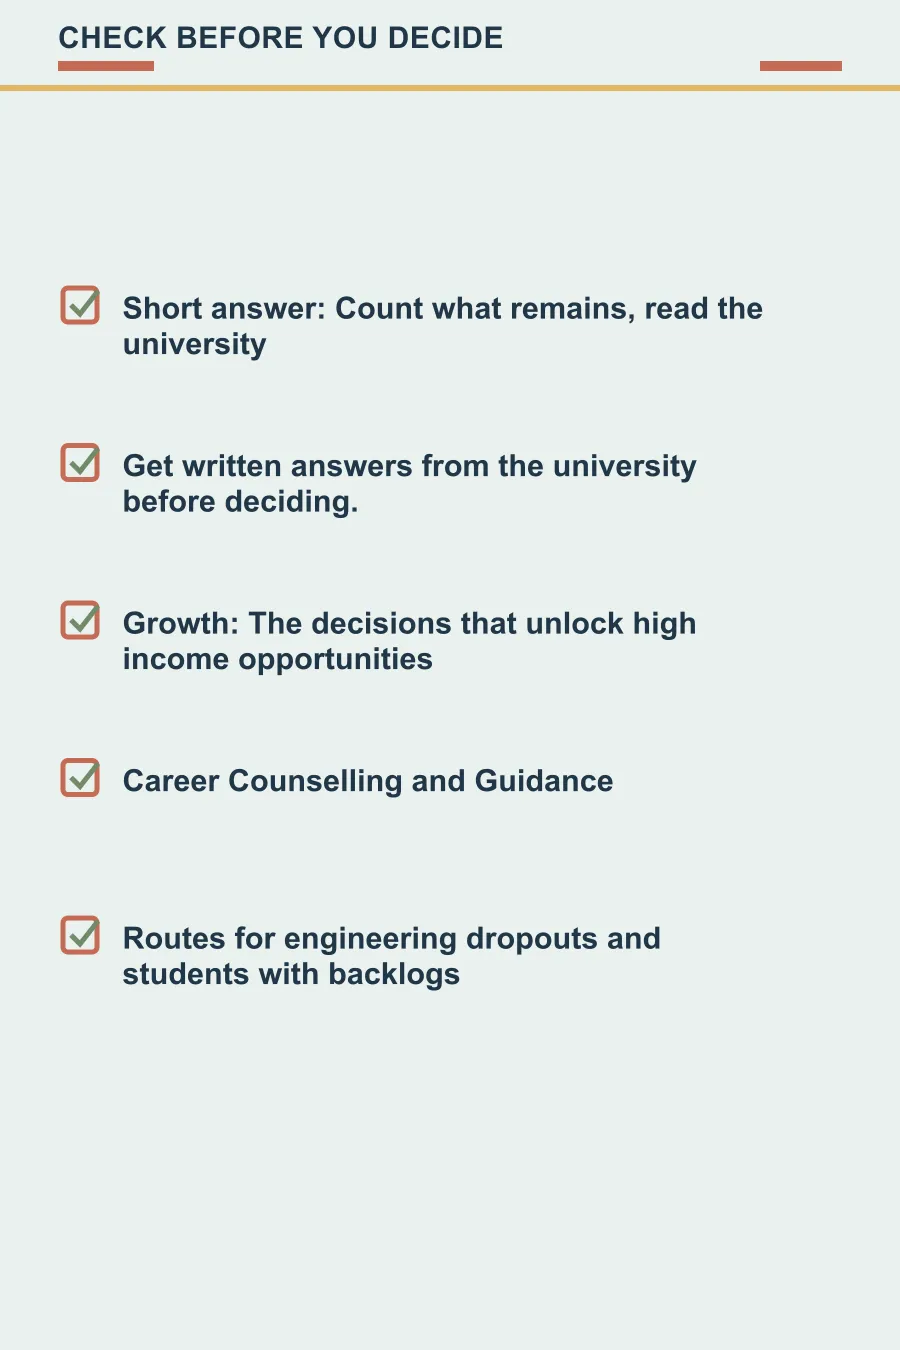 CHECK BEFORE YOU DECIDE
Short answer: Count what remains, read the
university
Get written answers from the university
before deciding.
Growth: The decisions that unlock high
income opportunities
Career Counselling and Guidance
Routes for engineering dropouts and
students with backlogs